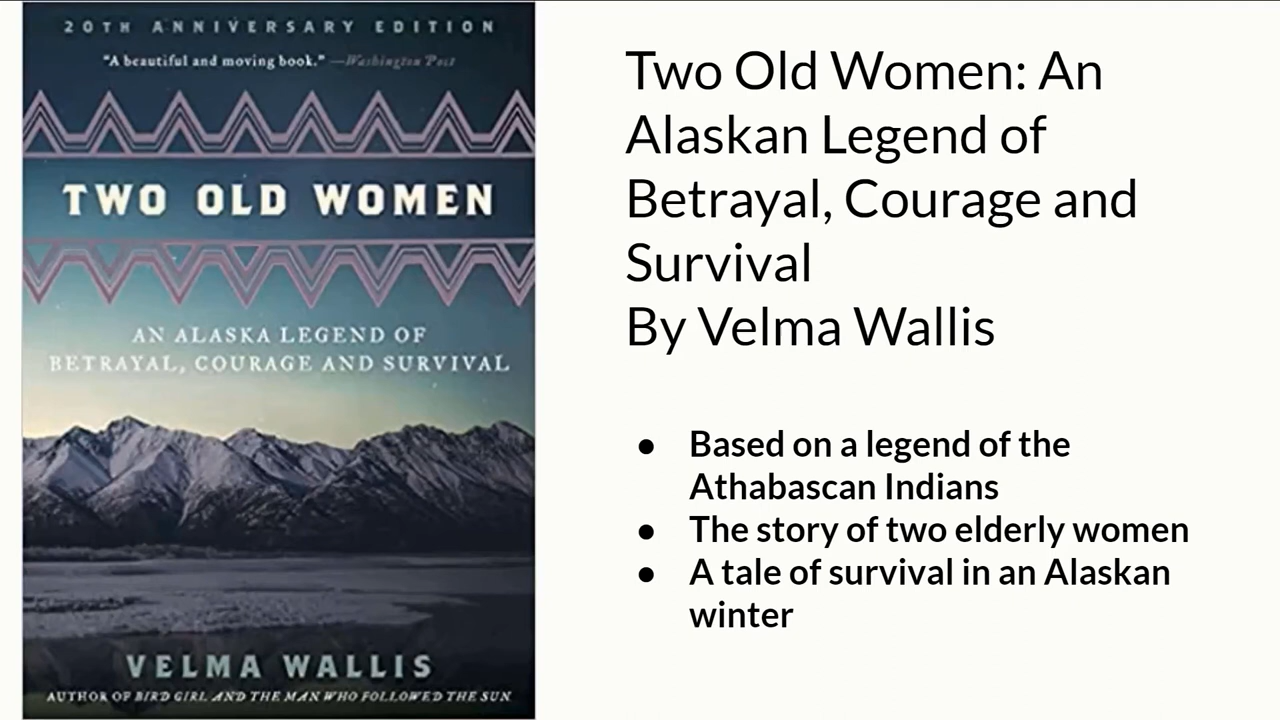 20TH ANNIVERSARY EDITION
"A beautiful and moving book." —Washington Post
TWO OLD WOMEN
AN ALASKA LEGEND OF
BETRAYAL, COURAGE AND SURVIVAL
VELMA WALLIS
AUTHOR OF BIRD GIRL AND THE MAN WHO FOLLOWED THE SUN
Two Old Women: An
Alaskan Legend of
Betrayal, Courage and
Survival
By Velma Wallis
● Based on a legend of the
Athabascan Indians
● The story of two elderly women
● A tale of survival in an Alaskan
winter